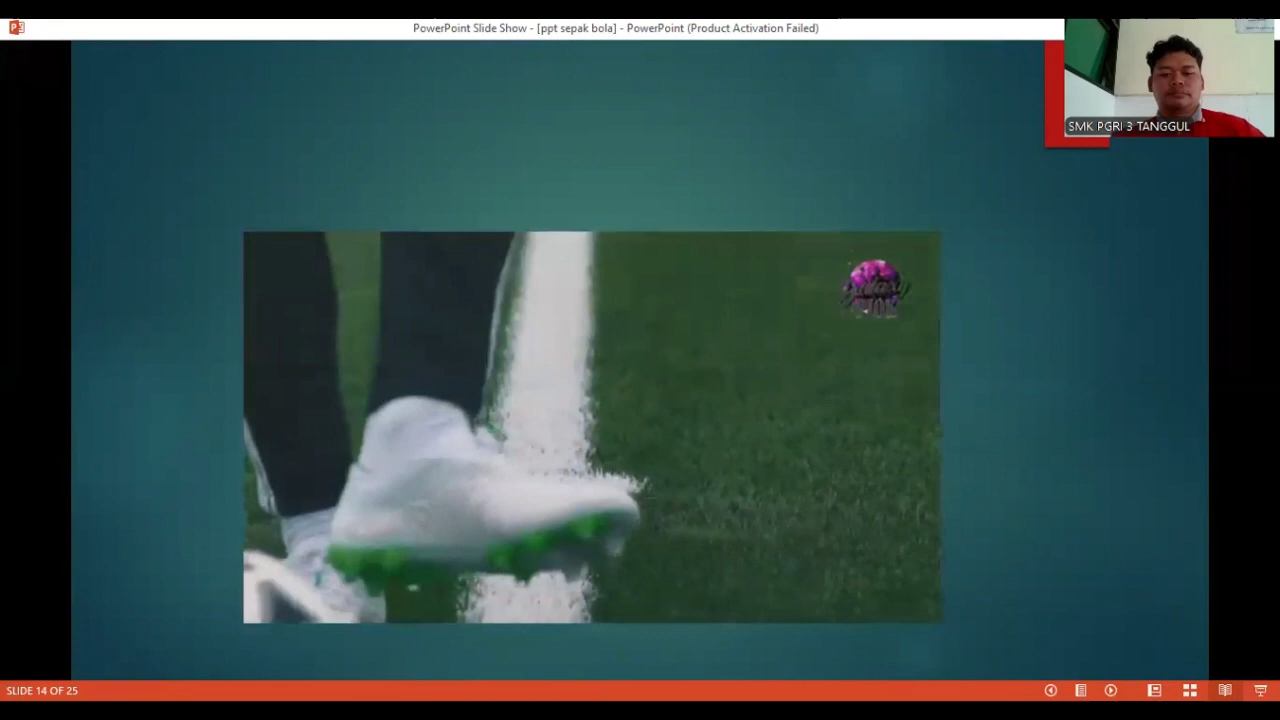 PowerPoint Slide Show - [ppt sepak bola] - PowerPoint (Product Activation Failed)
SMK PGRI 3 TANGGUL
SLIDE 14 OF 25